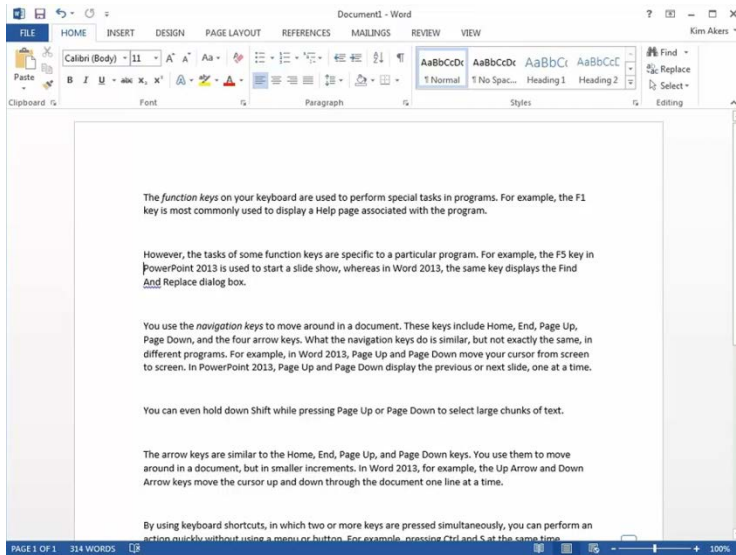 Document1 - Word
FILE HOME INSERT DESIGN PAGE LAYOUT REFERENCES MAILINGS REVIEW VIEW Kim Akers
Paste
Calibri (Body) 11
Aa
B I U abc X₂ X²
AaBbCcDc AaBbCcDc AaBbCc AaBbCcD
¶ Normal ¶ No Spac... Heading 1 Heading 2
Find
Replace
Select
Clipboard Font Paragraph Styles Editing
The function keys on your keyboard are used to perform special tasks in programs. For example, the F1
key is most commonly used to display a Help page associated with the program.
However, the tasks of some function keys are specific to a particular program. For example, the F5 key in
PowerPoint 2013 is used to start a slide show, whereas in Word 2013, the same key displays the Find
And Replace dialog box.
You use the navigation keys to move around in a document. These keys include Home, End, Page Up,
Page Down, and the four arrow keys. What the navigation keys do is similar, but not exactly the same, in
different programs. For example, in Word 2013, Page Up and Page Down move your cursor from screen
to screen. In PowerPoint 2013, Page Up and Page Down display the previous or next slide, one at a time.
You can even hold down Shift while pressing Page Up or Page Down to select large chunks of text.
The arrow keys are similar to the Home, End, Page Up, and Page Down keys. You use them to move
around in a document, but in smaller increments. In Word 2013, for example, the Up Arrow and Down
Arrow keys move the cursor up and down through the document one line at a time.
By using keyboard shortcuts, in which two or more keys are pressed simultaneously, you can perform an
action quickly without using a menu or button. For example, pressing Ctrl and S at the same time
PAGE 1 OF 1 314 WORDS 100%